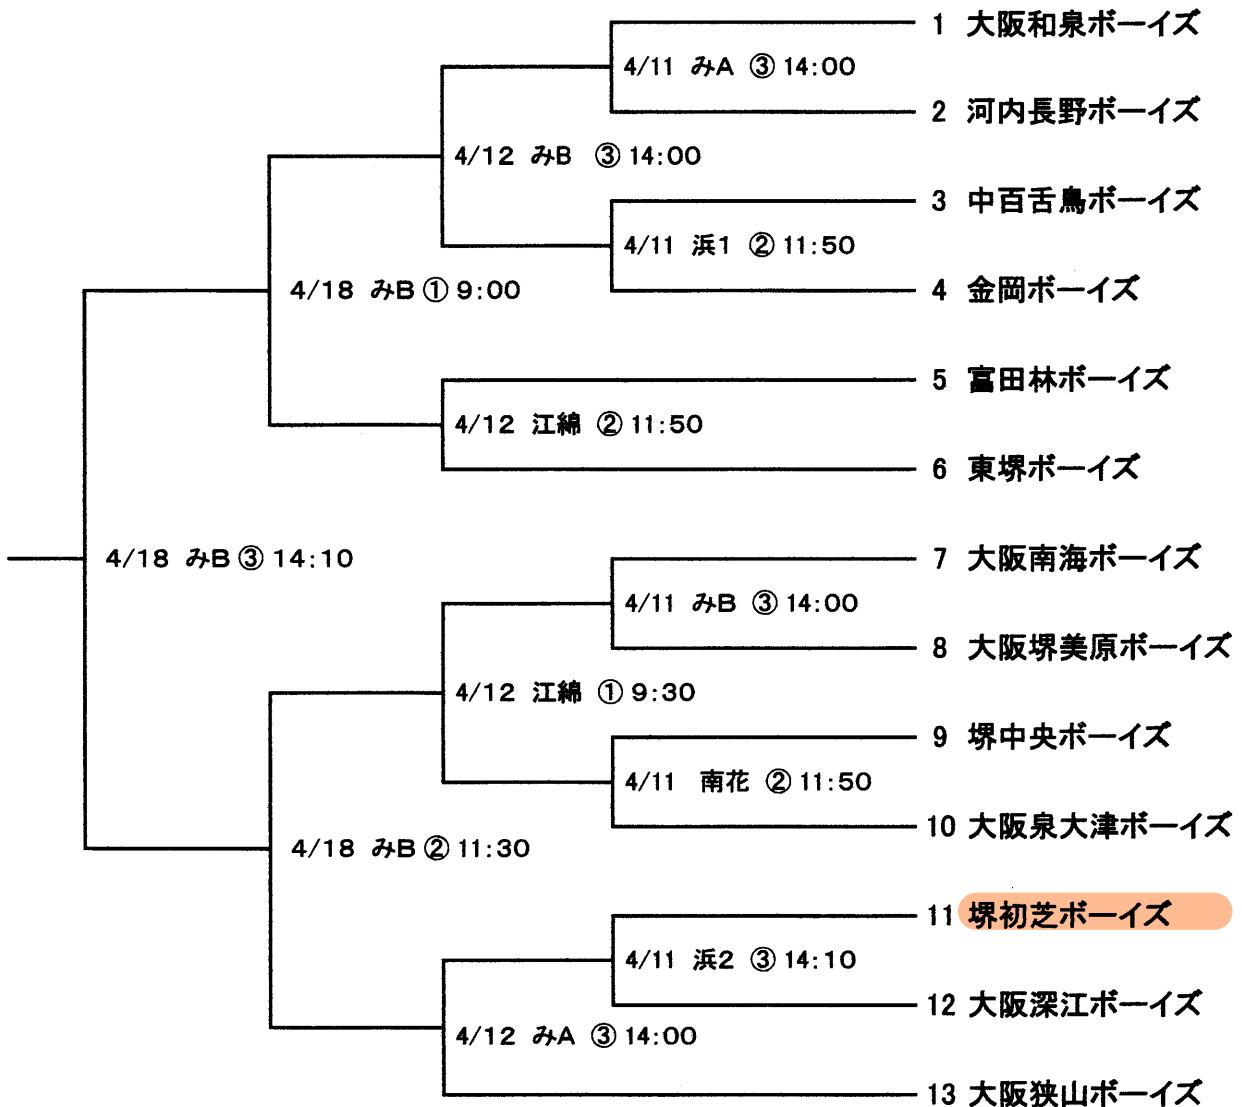 1 大阪和泉ボーイズ
4/11 みA ③ 14:00
2 河内長野ボーイズ
4/12 みB ③ 14:00
3 中百舌鳥ボーイズ
4/11 浜1 ② 11:50
4 金岡ボーイズ
4/18 みB ① 9:00
5 富田林ボーイズ
4/12 江綿 ② 11:50
6 東堺ボーイズ
4/18 みB ③ 14:10
7 大阪南海ボーイズ
4/11 みB ③ 14:00
8 大阪堺美原ボーイズ
4/12 江綿 ① 9:30
9 堺中央ボーイズ
4/11 南花 ② 11:50
10 大阪泉大津ボーイズ
4/18 みB ② 11:30
11 堺初芝ボーイズ
4/11 浜2 ③ 14:10
12 大阪深江ボーイズ
4/12 みA ③ 14:00
13 大阪狭山ボーイズ